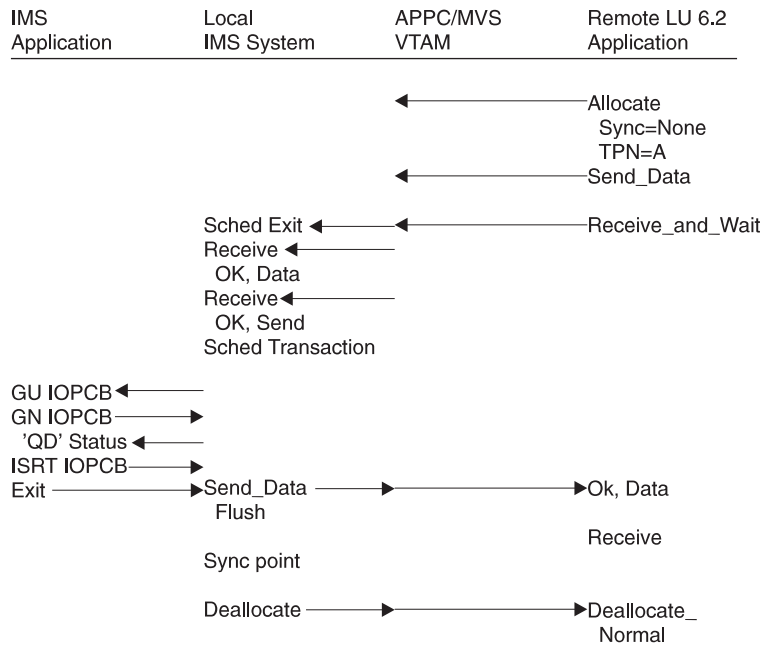 IMS Application
Local IMS System
APPC/MVS VTAM
Remote LU 6.2 Application
Allocate
Sync=None
TPN=A
Send_Data
Sched Exit
Receive_and_Wait
Receive
OK, Data
Receive
OK, Send
Sched Transaction
GU IOPCB
GN IOPCB
'QD' Status
ISRT IOPCB
Exit
Send_Data
Ok, Data
Flush
Receive
Sync point
Deallocate
Deallocate_
Normal